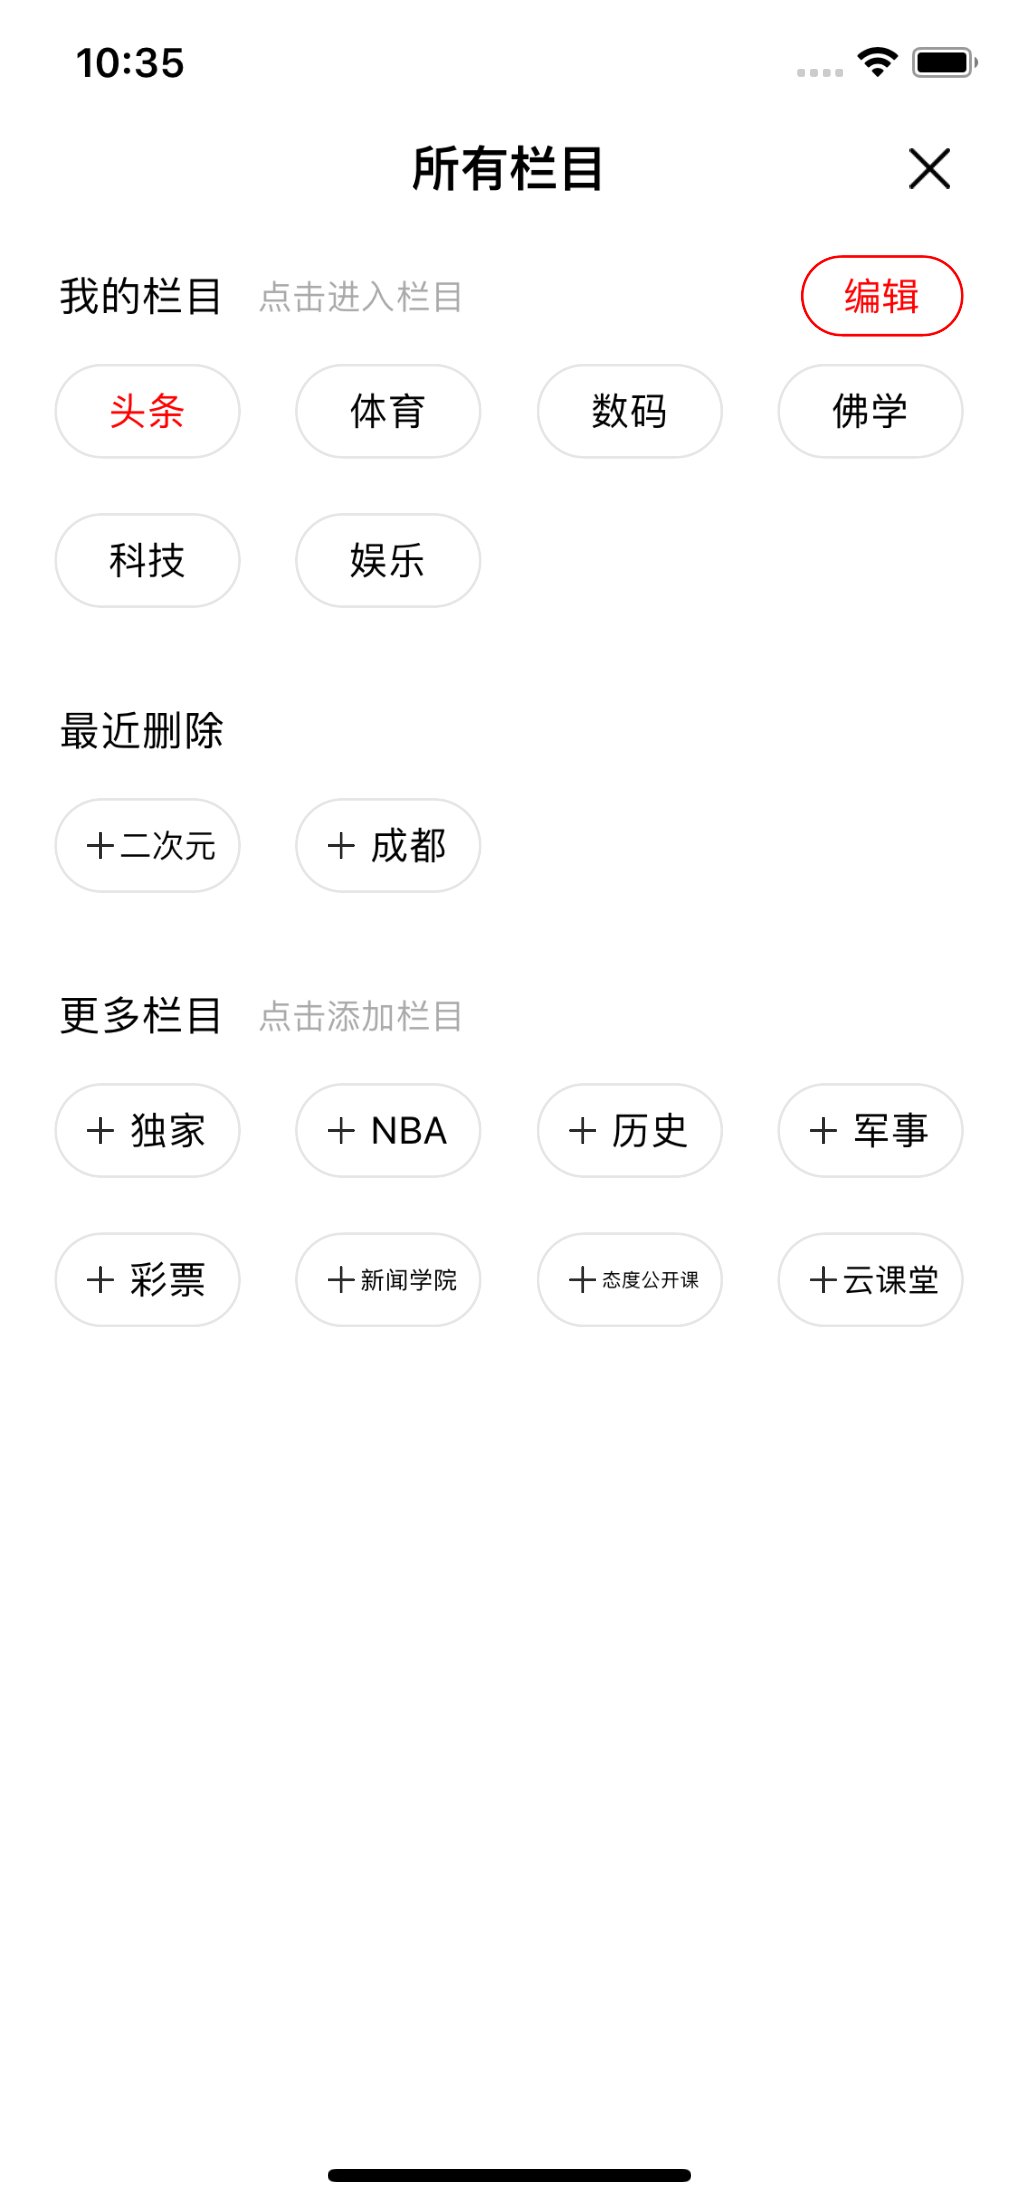 10:35
所有栏目
我的栏目 点击进入栏目 编辑
头条 体育 数码 佛学
科技 娱乐
最近删除
+二次元 + 成都
更多栏目 点击添加栏目
+ 独家 + NBA + 历史 + 军事
+ 彩票 +新闻学院 +态度公开课 +云课堂